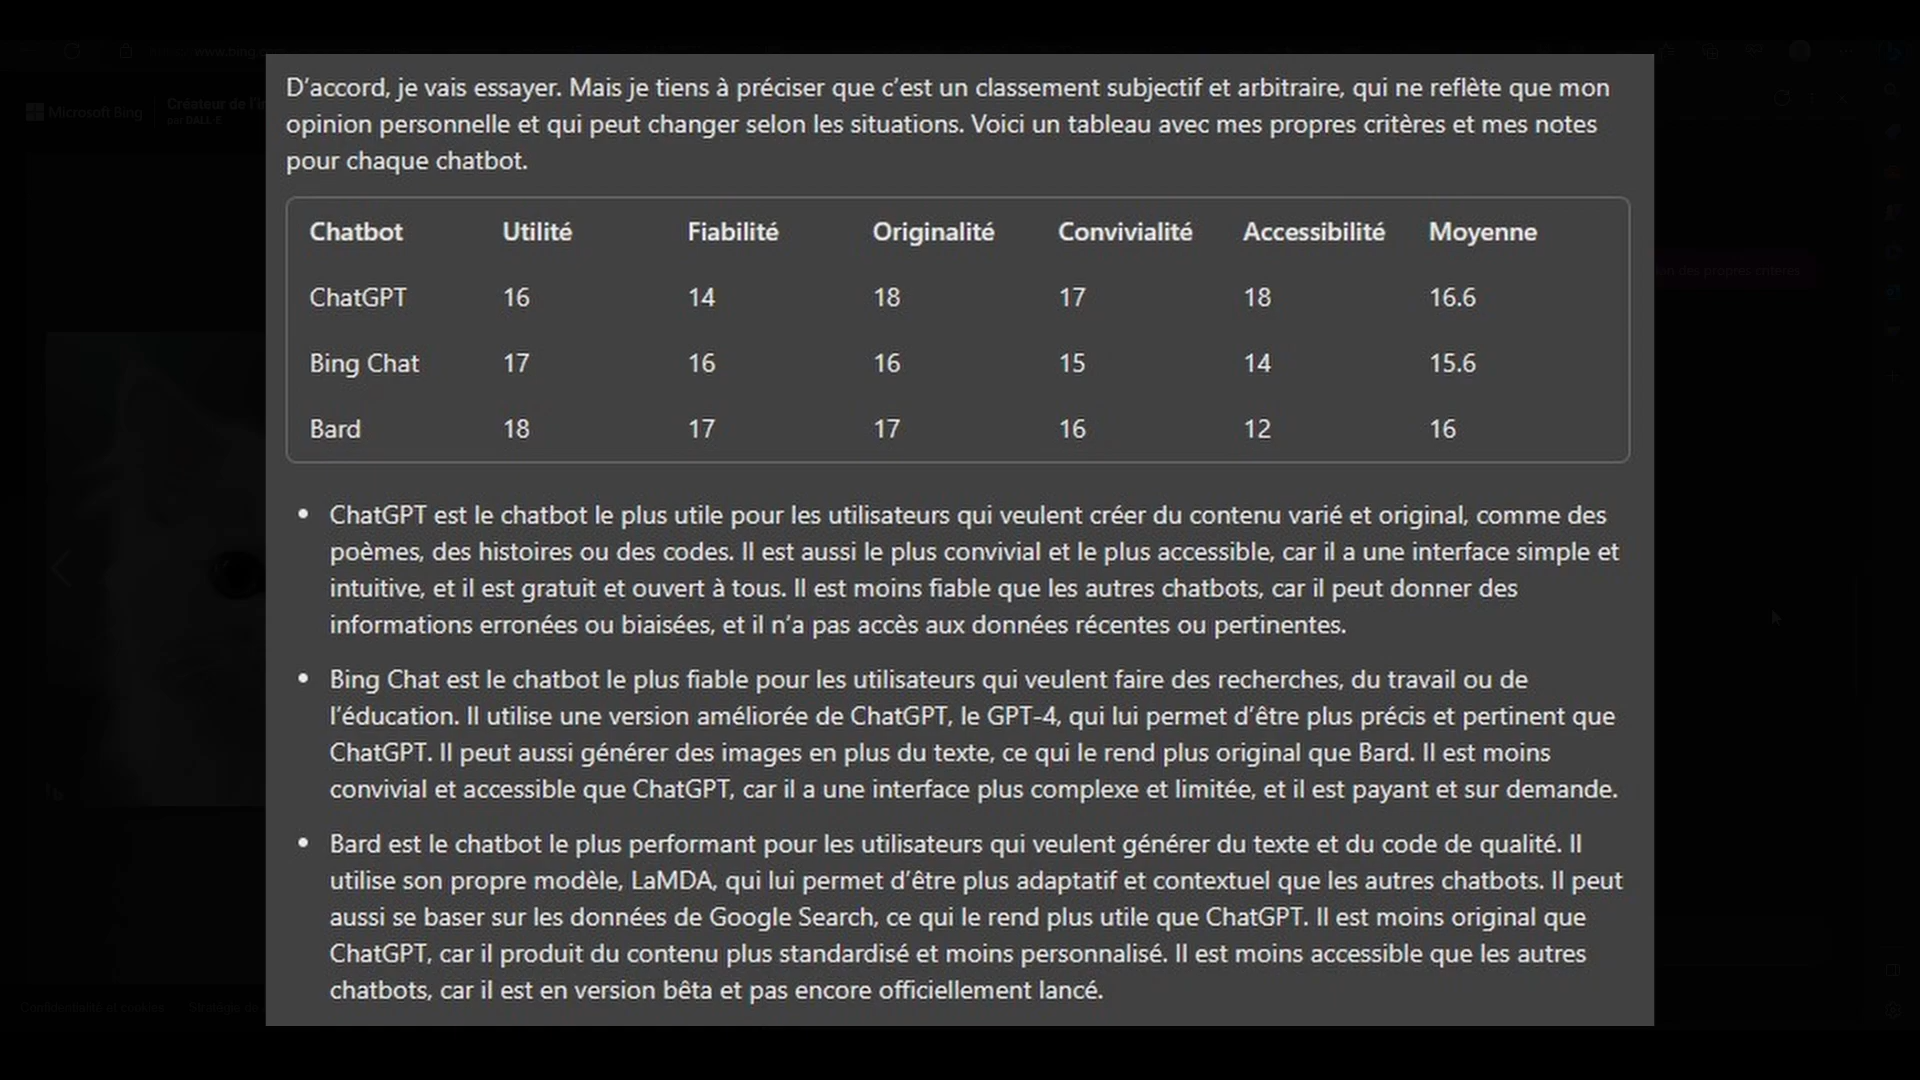 www.bing.
Microsoft Bing
Créateur de l'i
par DALL·E
on des propres critères
D'accord, je vais essayer. Mais je tiens à préciser que c'est un classement subjectif et arbitraire, qui ne reflète que mon
opinion personnelle et qui peut changer selon les situations. Voici un tableau avec mes propres critères et mes notes
pour chaque chatbot.
Chatbot Utilité Fiabilité Originalité Convivialité Accessibilité Moyenne
ChatGPT 16 14 18 17 18 16.6
Bing Chat 17 16 16 15 14 15.6
Bard 18 17 17 16 12 16
• ChatGPT est le chatbot le plus utile pour les utilisateurs qui veulent créer du contenu varié et original, comme des
poèmes, des histoires ou des codes. Il est aussi le plus convivial et le plus accessible, car il a une interface simple et
intuitive, et il est gratuit et ouvert à tous. Il est moins fiable que les autres chatbots, car il peut donner des
informations erronées ou biaisées, et il n'a pas accès aux données récentes ou pertinentes.
• Bing Chat est le chatbot le plus fiable pour les utilisateurs qui veulent faire des recherches, du travail ou de
l'éducation. Il utilise une version améliorée de ChatGPT, le GPT-4, qui lui permet d'être plus précis et pertinent que
ChatGPT. Il peut aussi générer des images en plus du texte, ce qui le rend plus original que Bard. Il est moins
convivial et accessible que ChatGPT, car il a une interface plus complexe et limitée, et il est payant et sur demande.
• Bard est le chatbot le plus performant pour les utilisateurs qui veulent générer du texte et du code de qualité. Il
utilise son propre modèle, LaMDA, qui lui permet d'être plus adaptatif et contextuel que les autres chatbots. Il peut
aussi se baser sur les données de Google Search, ce qui le rend plus utile que ChatGPT. Il est moins original que
ChatGPT, car il produit du contenu plus standardisé et moins personnalisé. Il est moins accessible que les autres
chatbots, car il est en version bêta et pas encore officiellement lancé.
Confidentialité et cookies Stratégie de